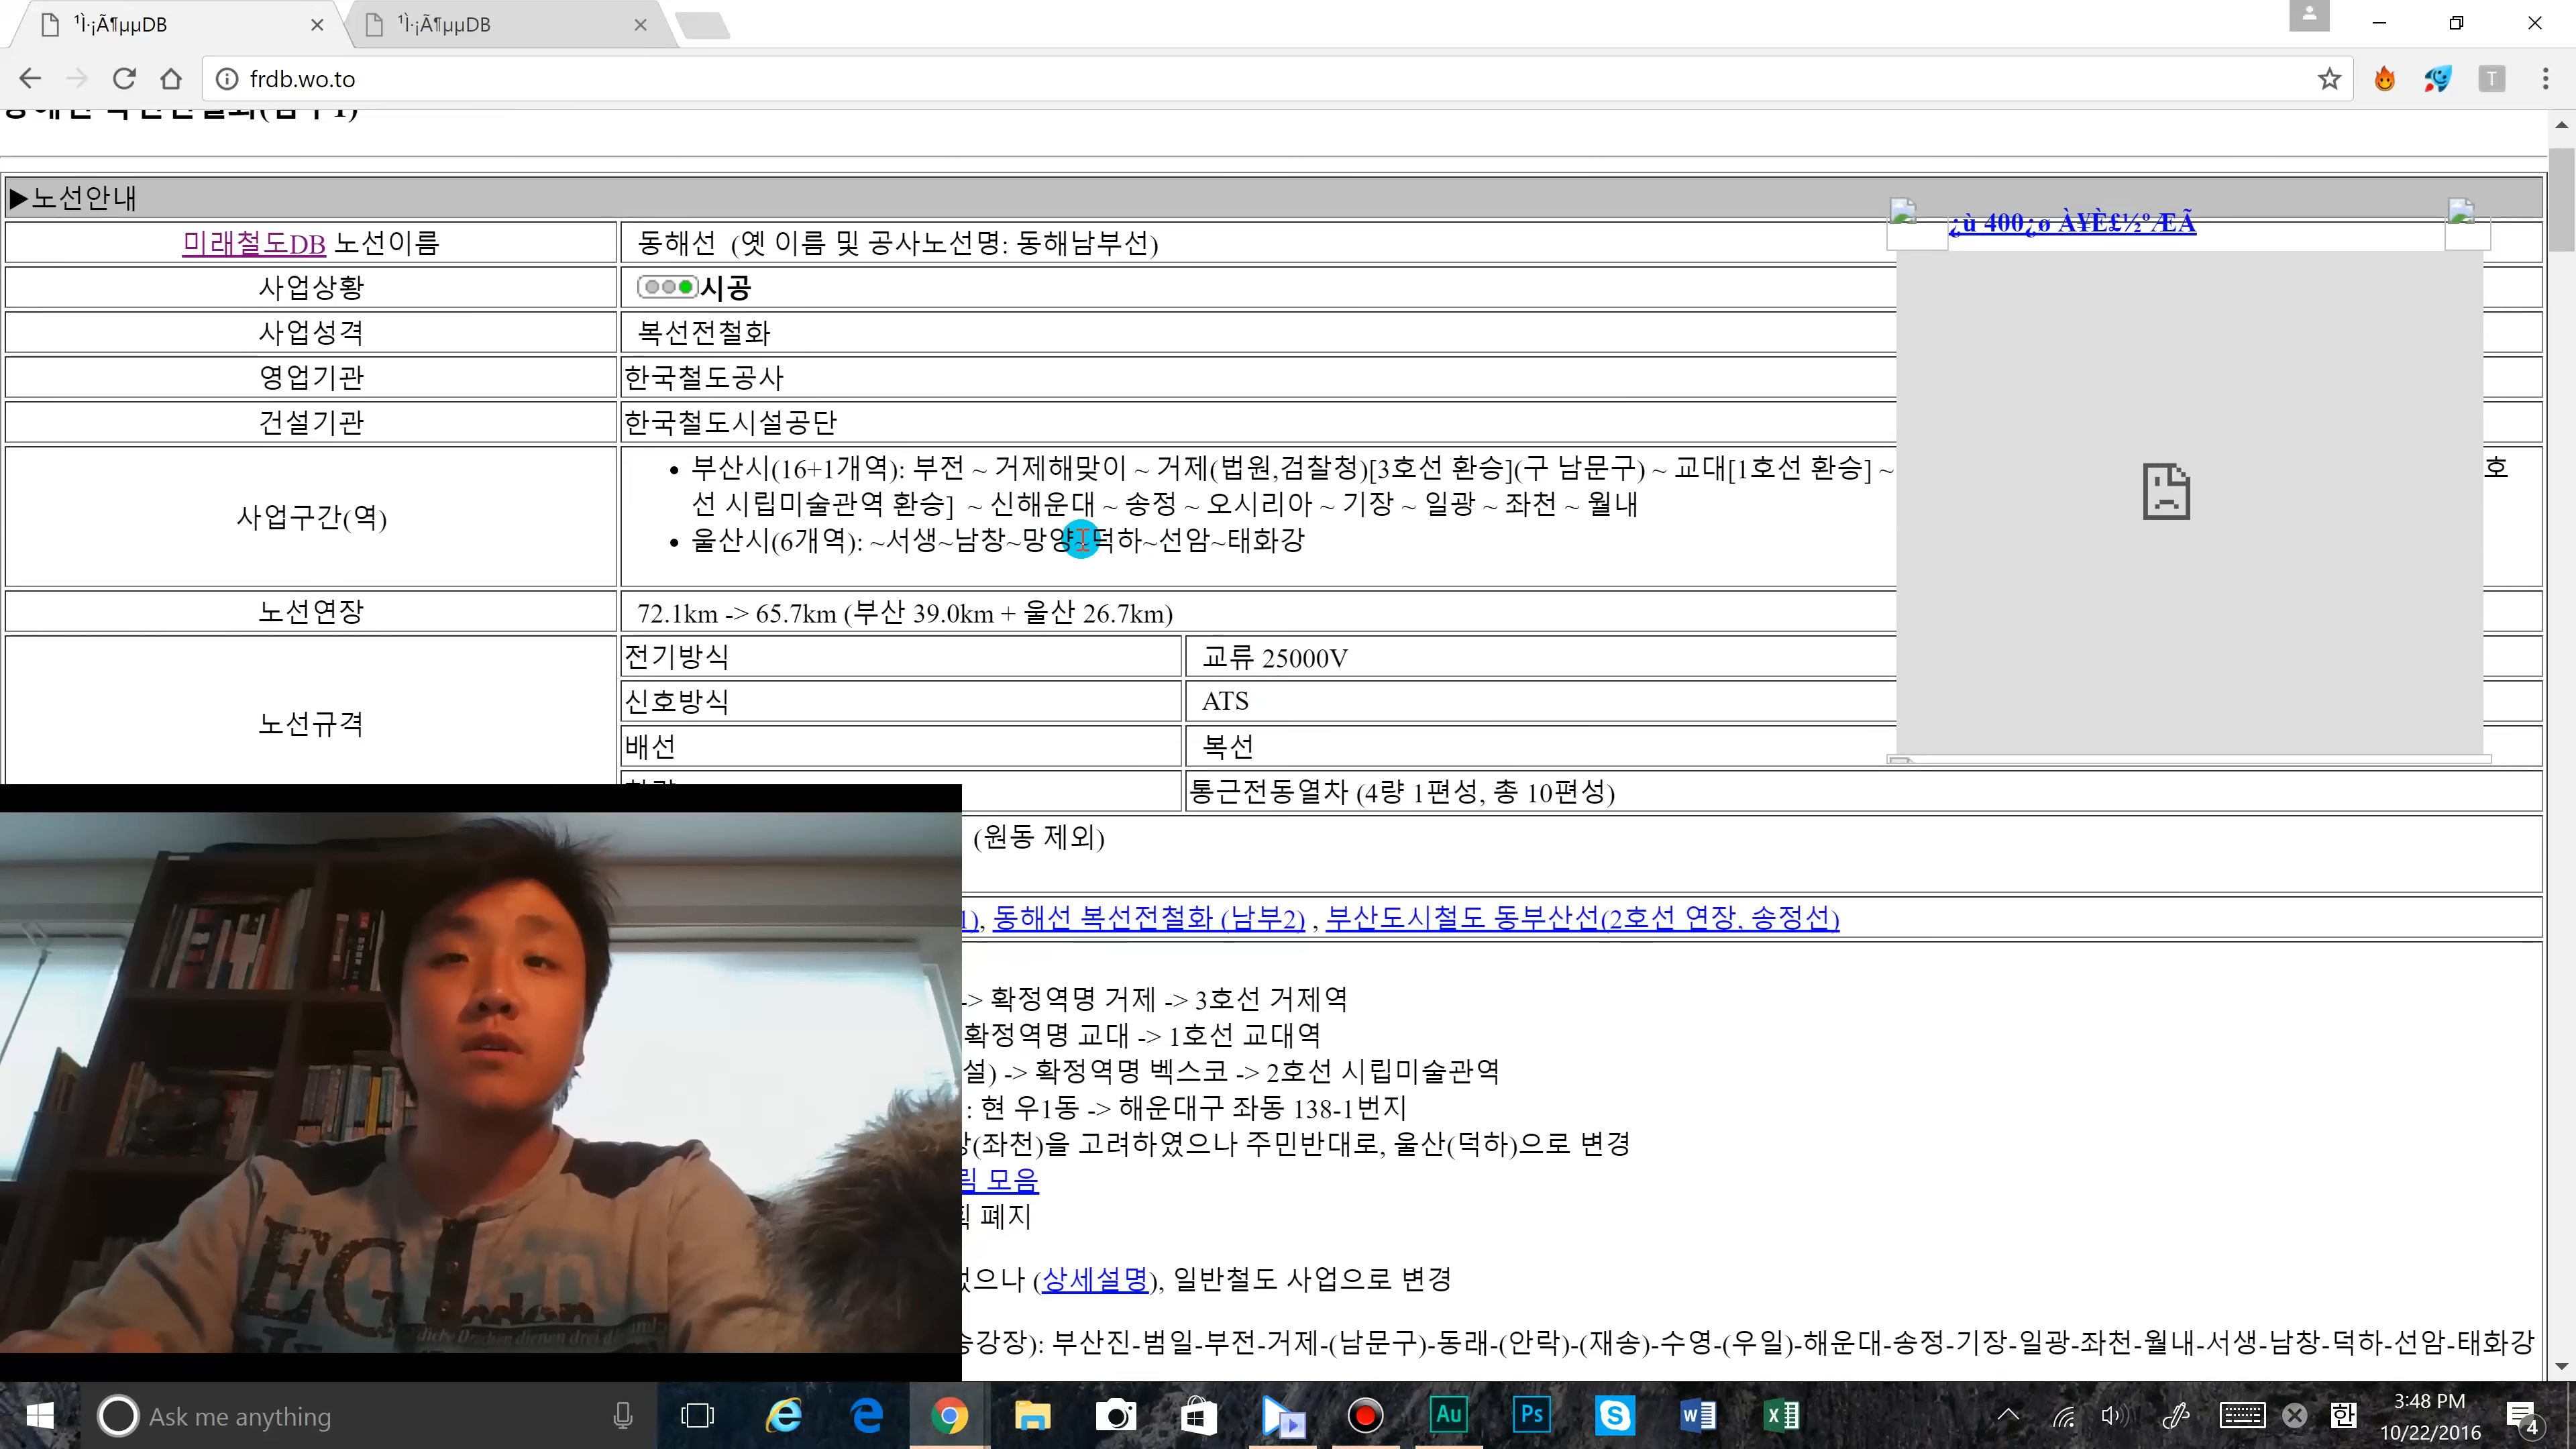 ¹Ì·¡Ã¶µµDB
¹Ì·¡Ã¶µµDB
frdb.wo.to
▶노선안내
¿ù 400¿ø À¥È£½ºÆÃ
미래철도DB 노선이름
동해선 (옛 이름 및 공사노선명: 동해남부선)
사업상황
시공
사업성격
복선전철화
영업기관
한국철도공사
건설기관
한국철도시설공단
사업구간(역)
• 부산시(16+1개역): 부전 ~ 거제해맞이 ~ 거제(법원,검찰청)[3호선 환승](구 남문구) ~ 교대[1호선 환승] ~ 호
선 시립미술관역 환승] ~ 신해운대 ~ 송정 ~ 오시리아 ~ 기장 ~ 일광 ~ 좌천 ~ 월내
• 울산시(6개역): ~서생~남창~망양~덕하~선암~태화강
노선연장
72.1km -> 65.7km (부산 39.0km + 울산 26.7km)
노선규격
전기방식
교류 25000V
신호방식
ATS
배선
복선
통근전동열차 (4량 1편성, 총 10편성)
(원동 제외)
1), 동해선 복선전철화 (남부2) , 부산도시철도 동부산선(2호선 연장, 송정선)
-> 확정역명 거제 -> 3호선 거제역
확정역명 교대 -> 1호선 교대역
설) -> 확정역명 벡스코 -> 2호선 시립미술관역
: 현 우1동 -> 해운대구 좌동 138-1번지
(좌천)을 고려하였으나 주민반대로, 울산(덕하)으로 변경
림 모음
폐지
었으나 (상세설명), 일반철도 사업으로 변경
승강장): 부산진-범일-부전-거제-(남문구)-동래-(안락)-(재송)-수영-(우일)-해운대-송정-기장-일광-좌천-월내-서생-남창-덕하-선암-태화강
London
Ask me anything
Au
Ps
한
3:48 PM
10/22/2016
4